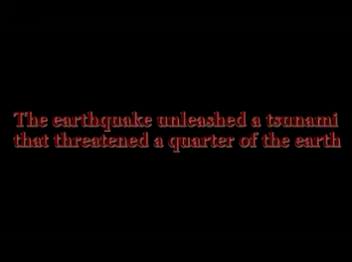 The earthquake unleashed a tsunami
that threatened a quarter of the earth